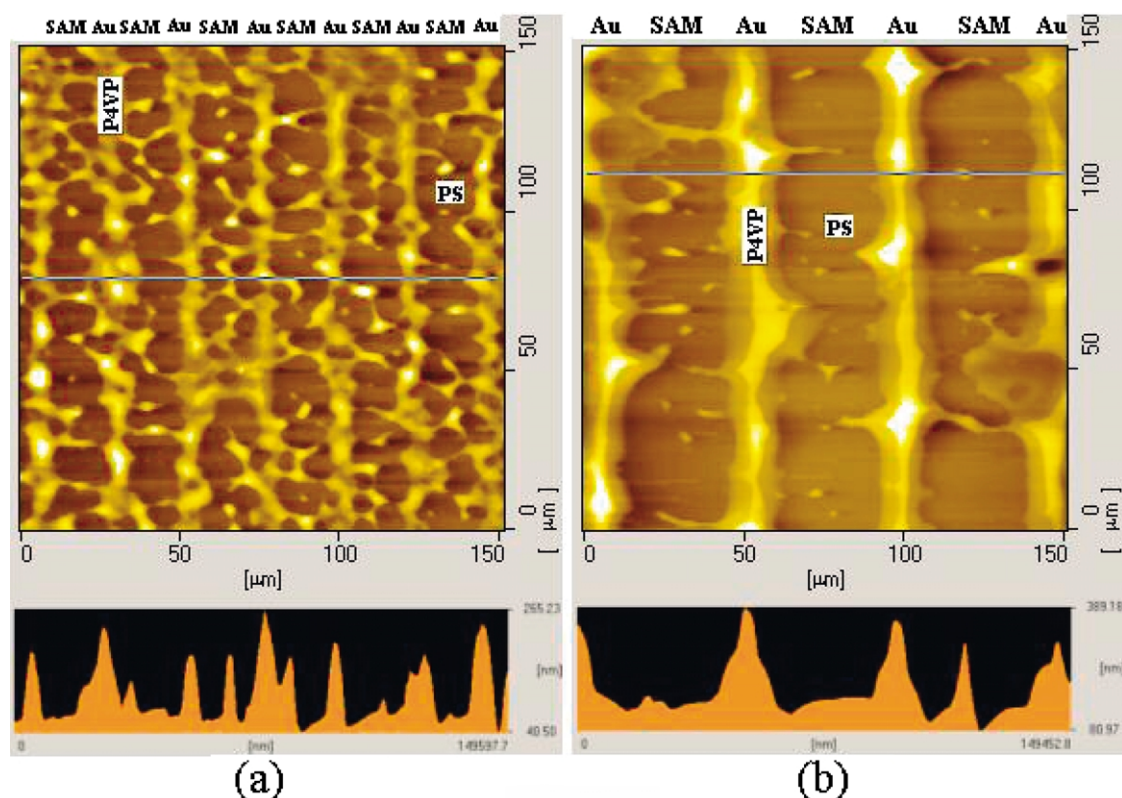 SAM Au SAM Au SAM Au SAM Au SAM Au
P4VP
PS
150
100
50
0
[ μm ]
0 50 100 150
[μm]
265.23
[nm]
40.50
0 [nm] 149597.7
(a)
Au SAM Au SAM Au SAM Au
P4VP
PS
150
100
50
0
[ μm ]
0 50 100 150
[μm]
389.18
[nm]
80.97
0 [nm] 149452.8
(b)